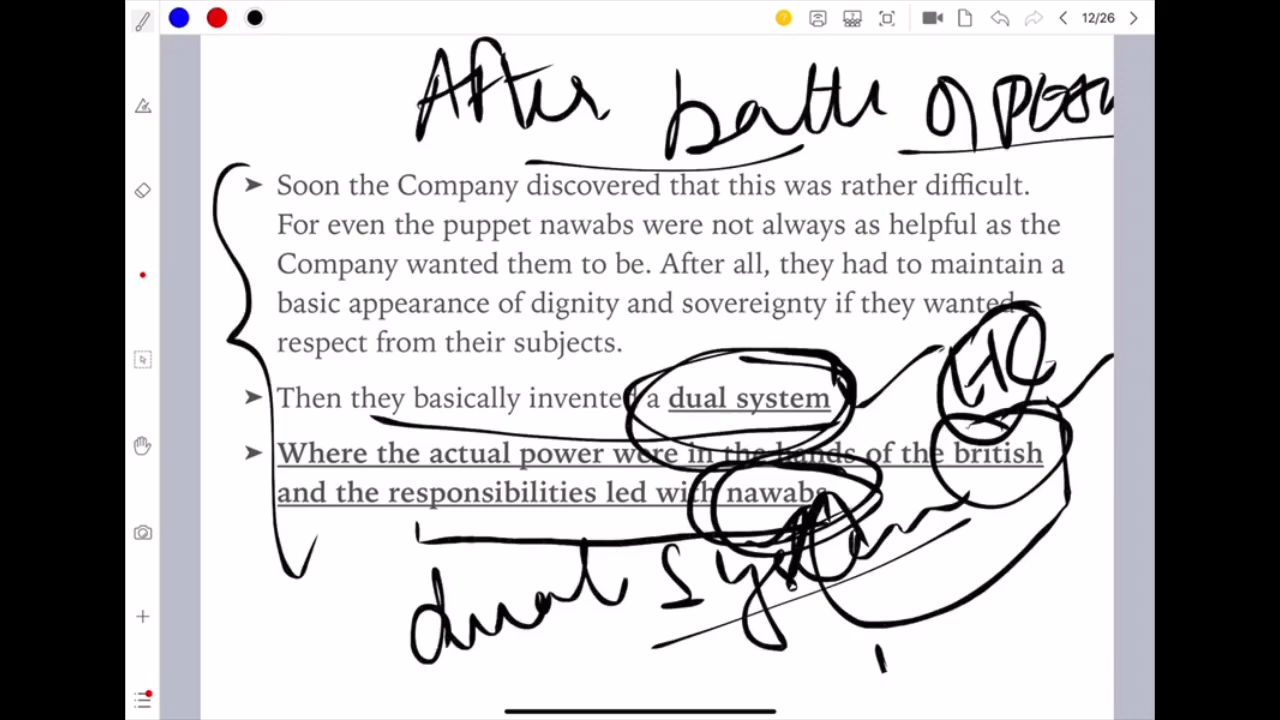 12/26
After battle of
Soon the Company discovered that this was rather difficult.
For even the puppet nawabs were not always as helpful as the
Company wanted them to be. After all, they had to maintain a
basic appearance of dignity and sovereignty if they wanted
respect from their subjects.
Then they basically invented a dual system
Where the actual power were in the hands of the british
and the responsibilities led with nawabs
dual System